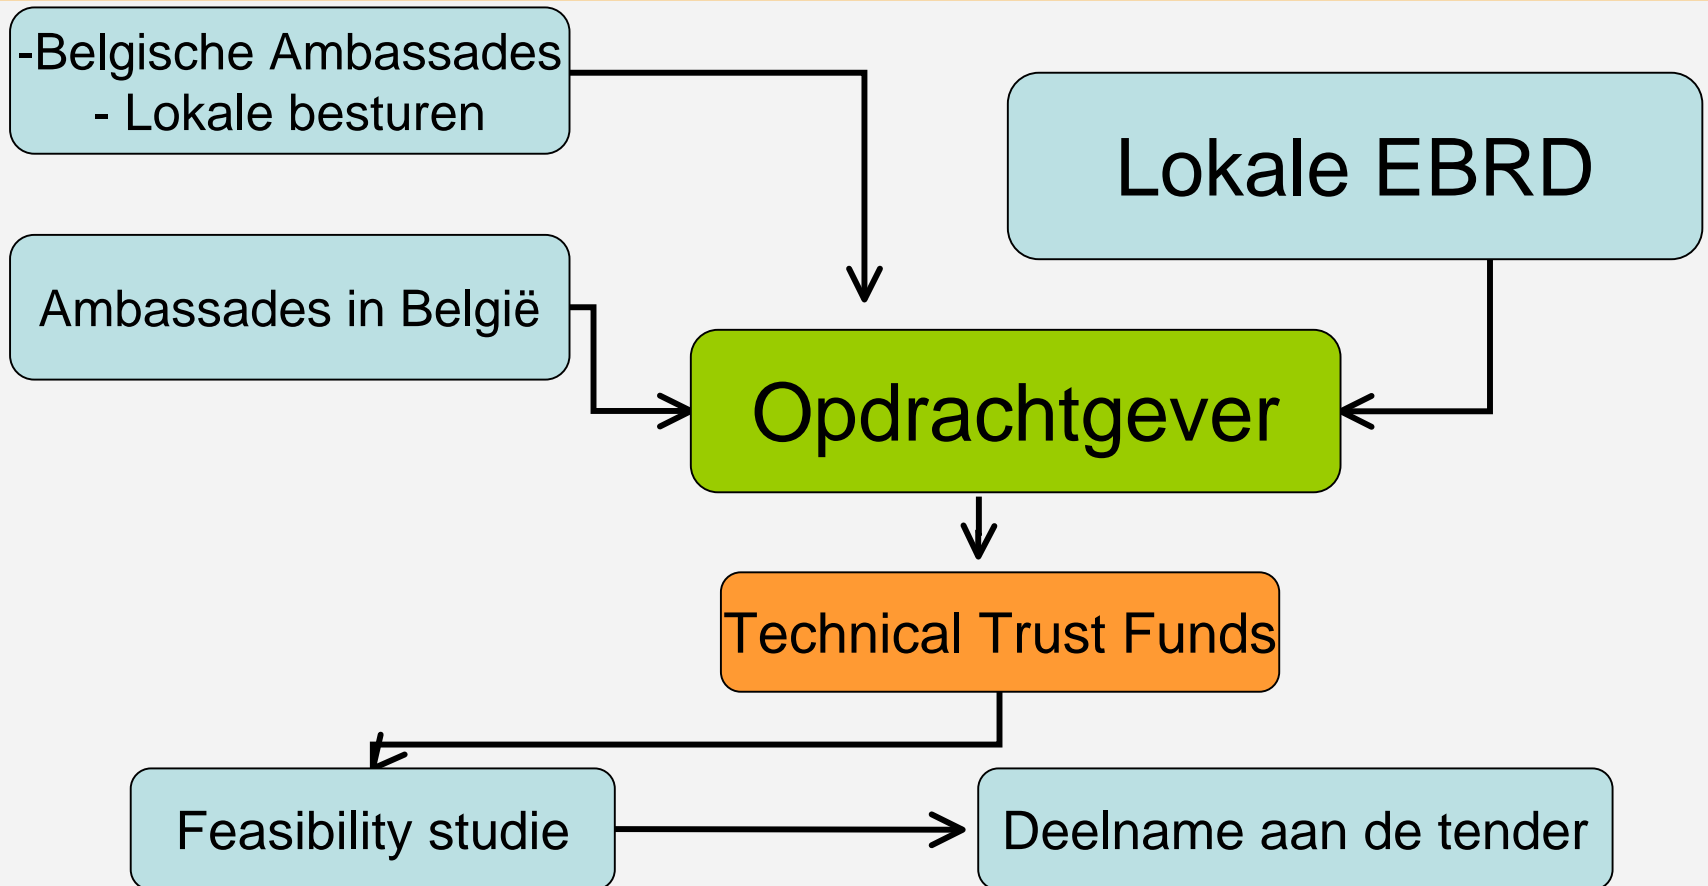 -Belgische Ambassades
- Lokale besturen
Lokale EBRD
Ambassades in België
Opdrachtgever
Technical Trust Funds
Feasibility studie
Deelname aan de tender